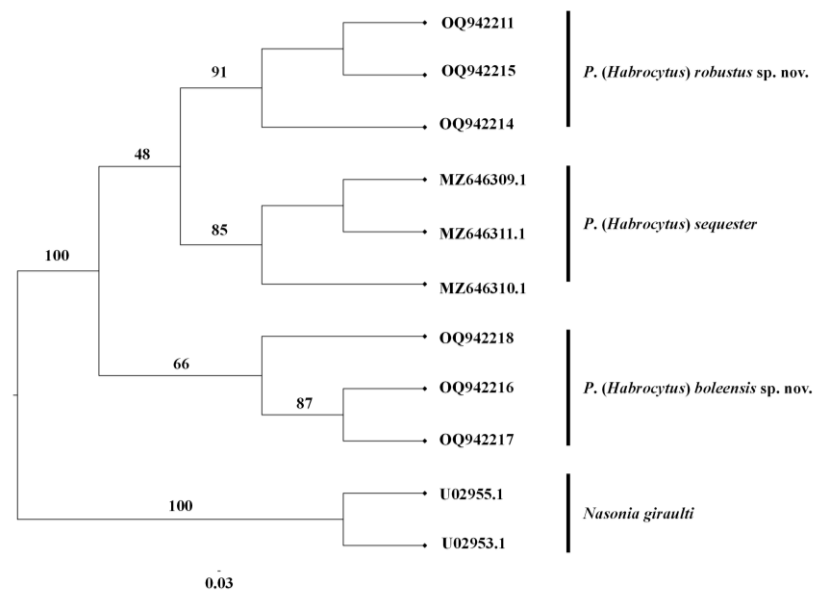 OQ942211
91
OQ942215
P. (Habrocytus) robustus sp. nov.
OQ942214
48
MZ646309.1
85
MZ646311.1
P. (Habrocytus) sequester
100
MZ646310.1
OQ942218
66
OQ942216
P. (Habrocytus) boleensis sp. nov.
87
OQ942217
U02955.1
100
Nasonia giraulti
U02953.1
0.03